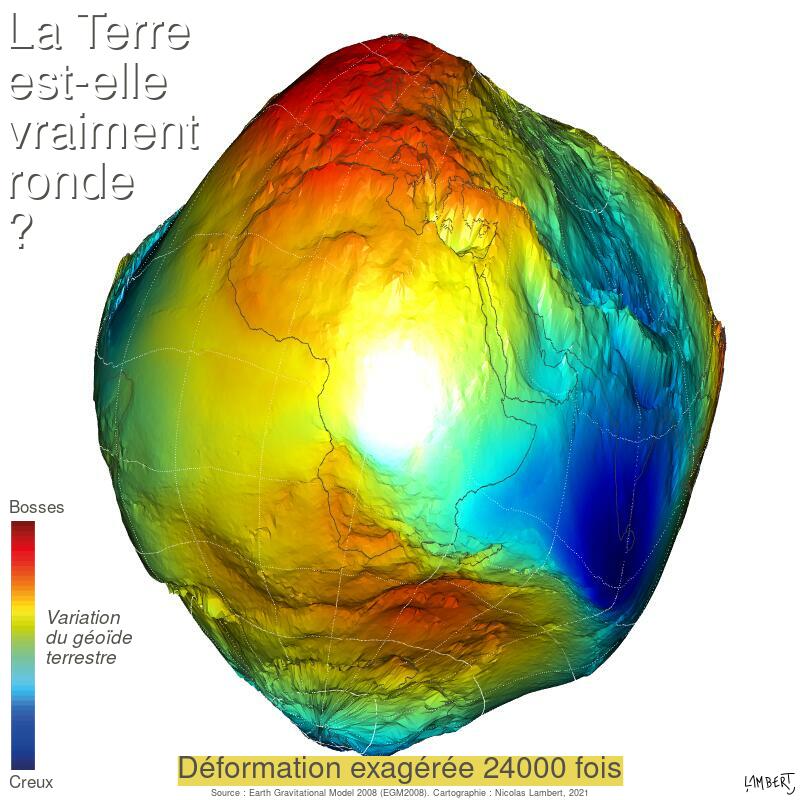 La Terre
est-elle
vraiment
ronde
?
Bosses
Variation
du géoïde
terrestre
Creux
Déformation exagérée 24000 fois
Source : Earth Gravitational Model 2008 (EGM2008). Cartographie : Nicolas Lambert, 2021
LAMBERT